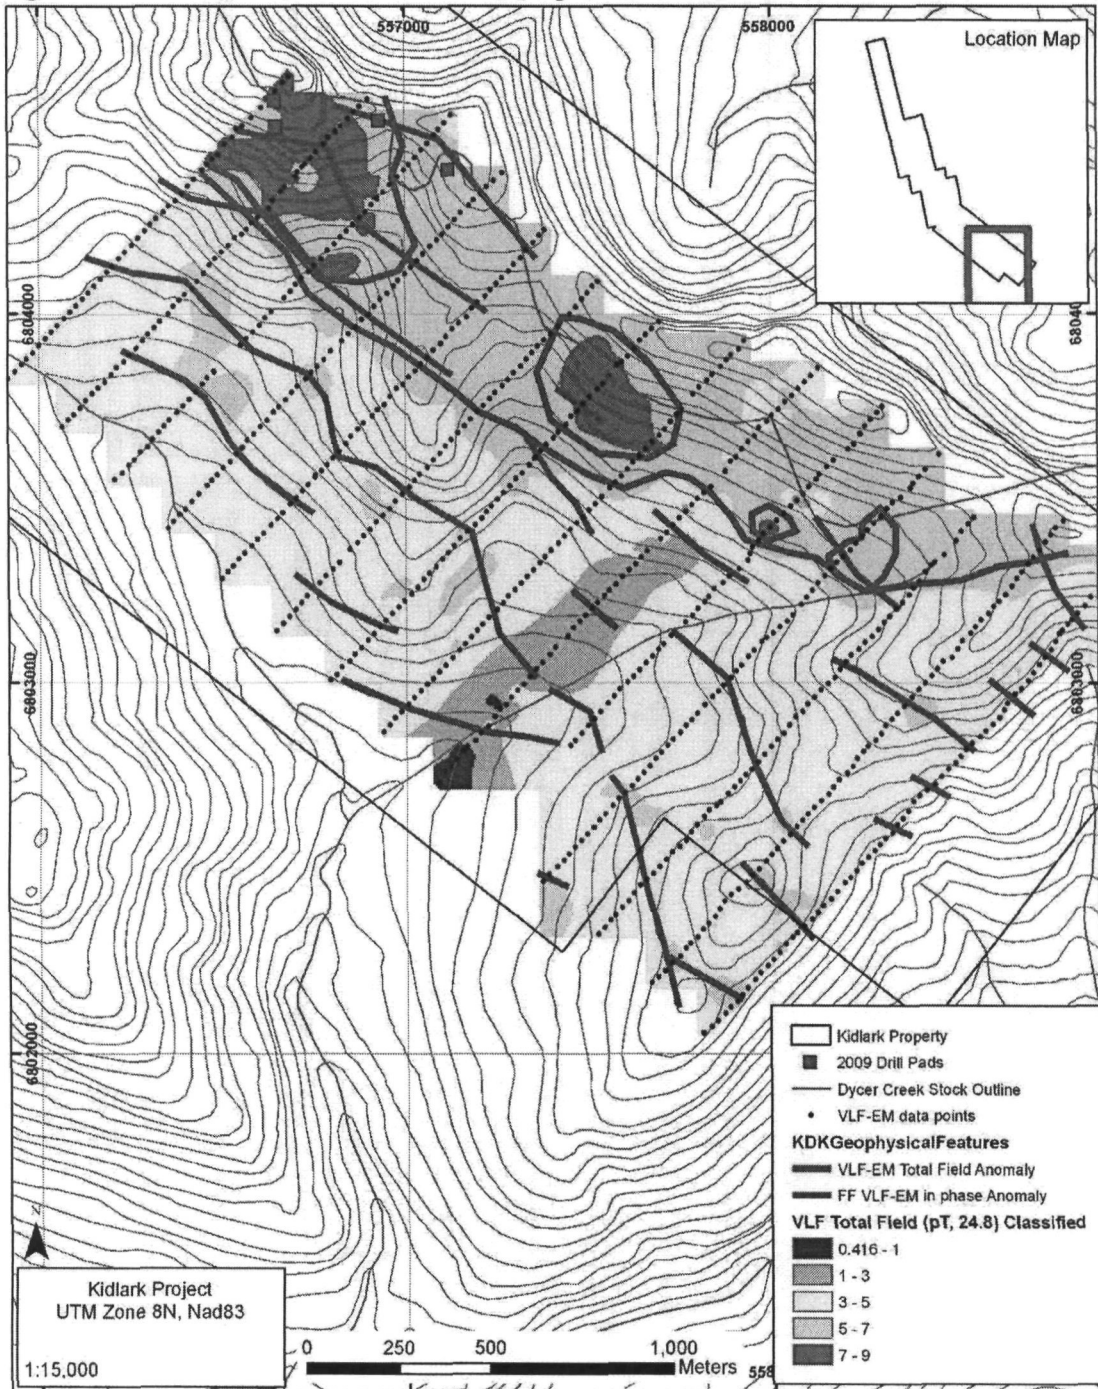 557000
558000
Location Map
6804000
68040
6803000
6803000
6802000
Kidlark Property
2009 Drill Pads
Dycer Creek Stock Outline
VLF-EM data points
KDKGeophysicalFeatures
VLF-EM Total Field Anomaly
FF VLF-EM in phase Anomaly
VLF Total Field (pT, 24.8) Classified
0.416 - 1
1 - 3
3 - 5
5 - 7
7 - 9
Z
Kidlark Project
UTM Zone 8N, Nad83
1:15,000
0 250 500 1,000
Meters
558